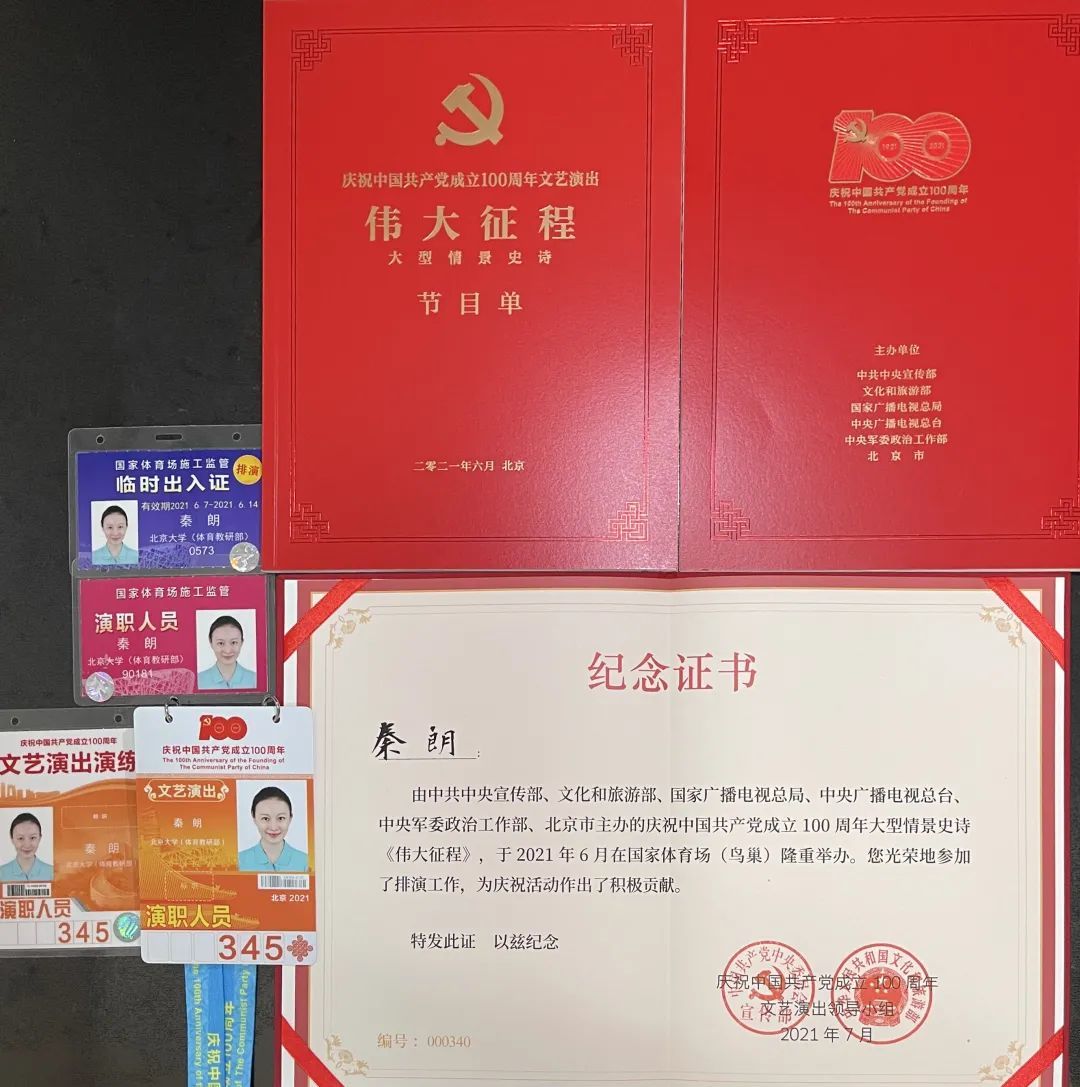 庆祝中国共产党成立100周年文艺演出
伟大征程
大型情景史诗
节目单
二零二一年六月 北京
100
1921
2021
庆祝中国共产党成立100周年
The 100th Anniversary of the Founding of
The Communist Party of China
主办单位
中共中央宣传部
文化和旅游部
国家广播电视总局
中央广播电视总台
中央军委政治工作部
北京市
国家体育场施工监管
排演
临时出入证
有效期2021 6 7-2021.6.14
秦 朗
北京大学（体育教研部）
0573
国家体育场施工监管
演职人员
秦 朗
北京大学（体育教研部）
90181
庆祝中国共产党成立100周年
文艺演出演练
秦 朗
北京大学（体育教研部）
演职人员
345
100
庆祝中国共产党成立100周年
The 100th Anniversary of the Founding of
The Communist Party of China
文艺演出
秦 朗
北京大学（体育教研部）
北京 2021
演职人员
345
纪念证书
秦朗：
由中共中央宣传部、文化和旅游部、国家广播电视总局、中央广播电视总台、
中央军委政治工作部、北京市主办的庆祝中国共产党成立 100 周年大型情景史诗
《伟大征程》，于 2021 年 6 月在国家体育场（鸟巢）隆重举办。您光荣地参加
了排演工作，为庆祝活动作出了积极贡献。
特发此证 以兹纪念
庆祝中国共产党成立 100 周年
文艺演出领导小组
2021 年 7 月
编号：000340